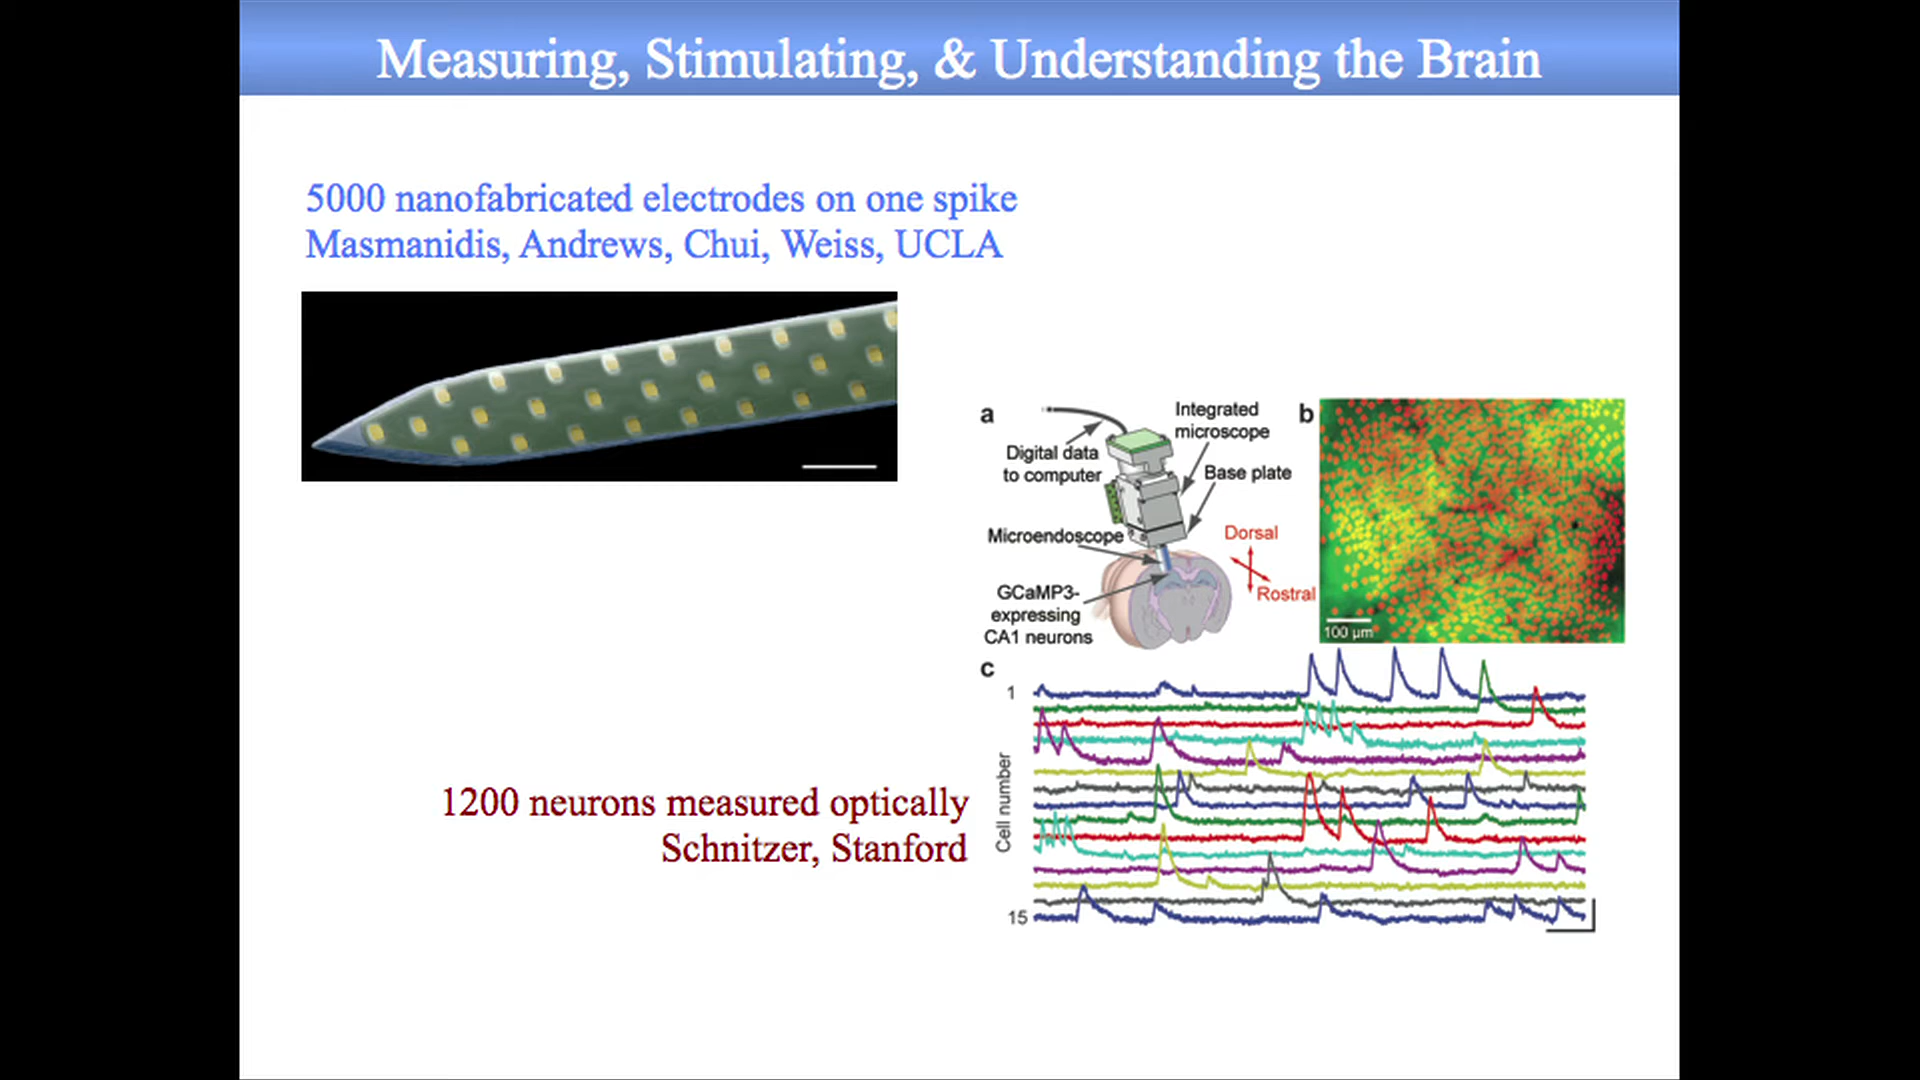 Measuring, Stimulating, & Understanding the Brain
5000 nanofabricated electrodes on one spike
Masmanidis, Andrews, Chui, Weiss, UCLA
a
Integrated
microscope
Digital data
to computer
Base plate
Microendoscope
Dorsal
Rostral
GCaMP3-
expressing
CA1 neurons
b
100 µm
c
1
Cell number
15
1200 neurons measured optically
Schnitzer, Stanford